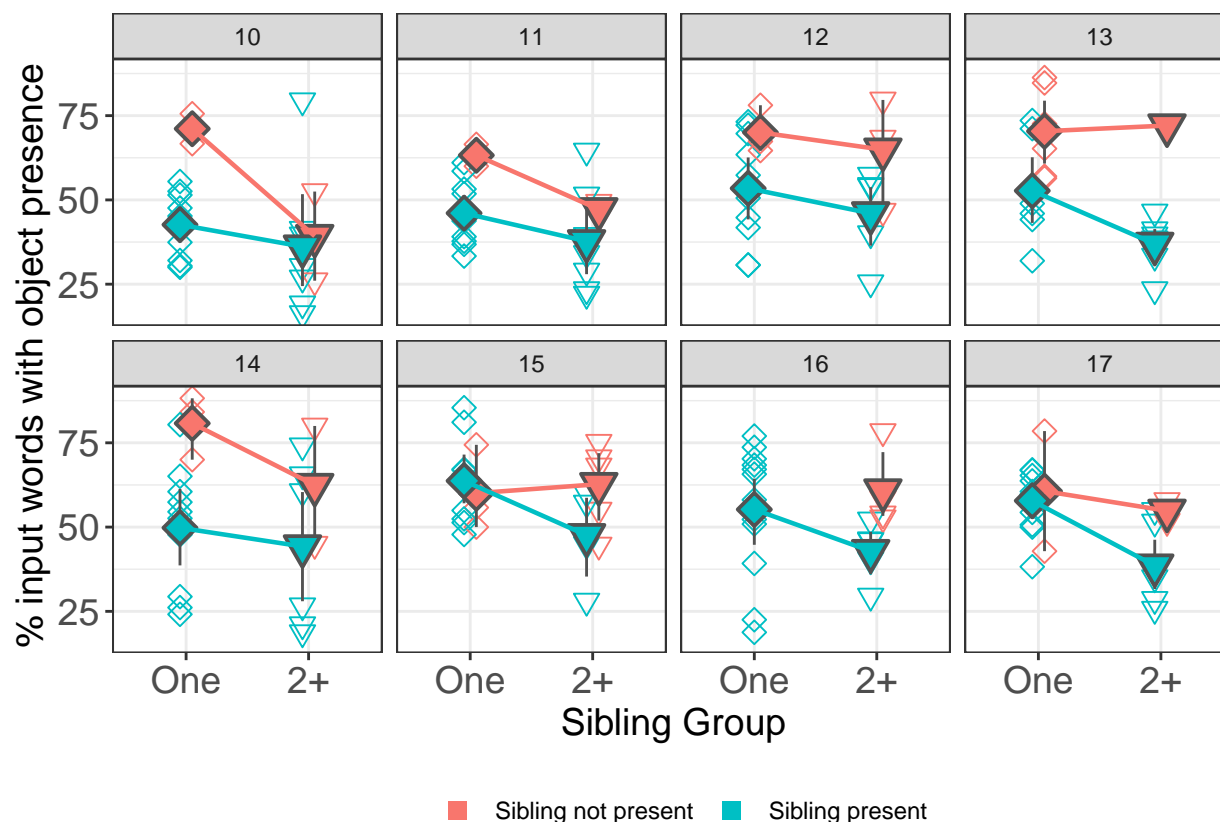 % input words with object presence
10 11 12 13
75
50
25
14 15 16 17
75
50
25
One 2+ One 2+ One 2+ One 2+
Sibling Group
Sibling not present Sibling present